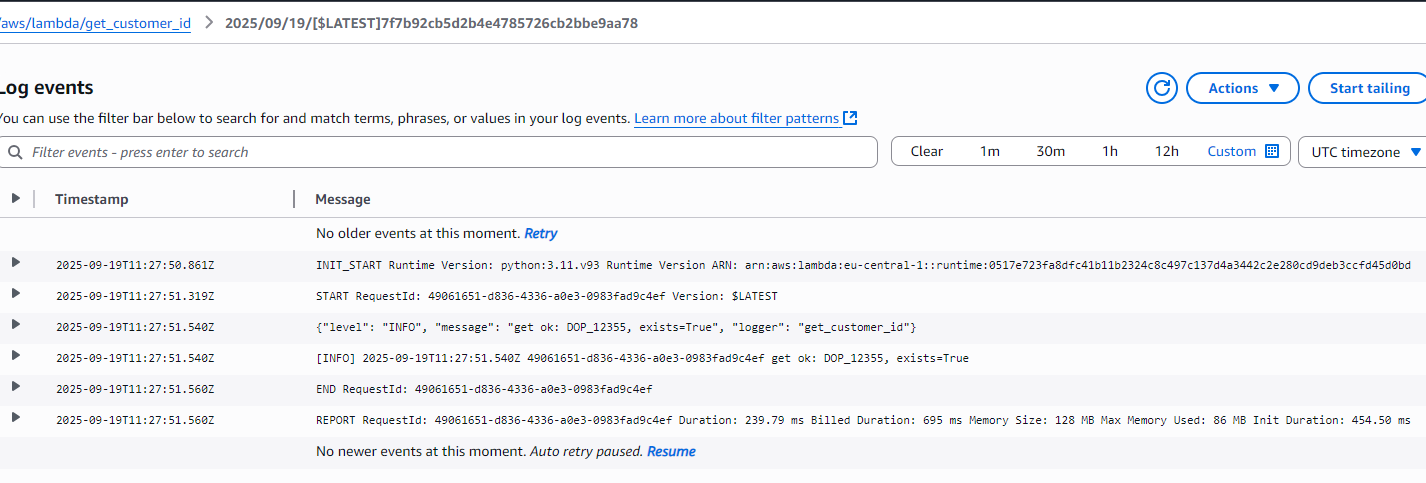 /aws/lambda/get_customer_id > 2025/09/19/[$LATEST]7f7b92cb5d2b4e4785726cb2bbe9aa78
Log events
Actions
Start tailing
You can use the filter bar below to search for and match terms, phrases, or values in your log events. Learn more about filter patterns
Filter events - press enter to search
Clear 1m 30m 1h 12h Custom
UTC timezone
Timestamp Message
No older events at this moment. Retry
2025-09-19T11:27:50.861Z INIT_START Runtime Version: python:3.11.v93 Runtime Version ARN: arn:aws:lambda:eu-central-1::runtime:0517e723fa8dfc41b11b2324c8c497c137d4a3442c2e280cd9deb3ccfd45d0bd
2025-09-19T11:27:51.319Z START RequestId: 49061651-d836-4336-a0e3-0983fad9c4ef Version: $LATEST
2025-09-19T11:27:51.540Z {"level": "INFO", "message": "get ok: DOP_12355, exists=True", "logger": "get_customer_id"}
2025-09-19T11:27:51.540Z [INFO] 2025-09-19T11:27:51.540Z 49061651-d836-4336-a0e3-0983fad9c4ef get ok: DOP_12355, exists=True
2025-09-19T11:27:51.560Z END RequestId: 49061651-d836-4336-a0e3-0983fad9c4ef
2025-09-19T11:27:51.560Z REPORT RequestId: 49061651-d836-4336-a0e3-0983fad9c4ef Duration: 239.79 ms Billed Duration: 695 ms Memory Size: 128 MB Max Memory Used: 86 MB Init Duration: 454.50 ms
No newer events at this moment. Auto retry paused. Resume